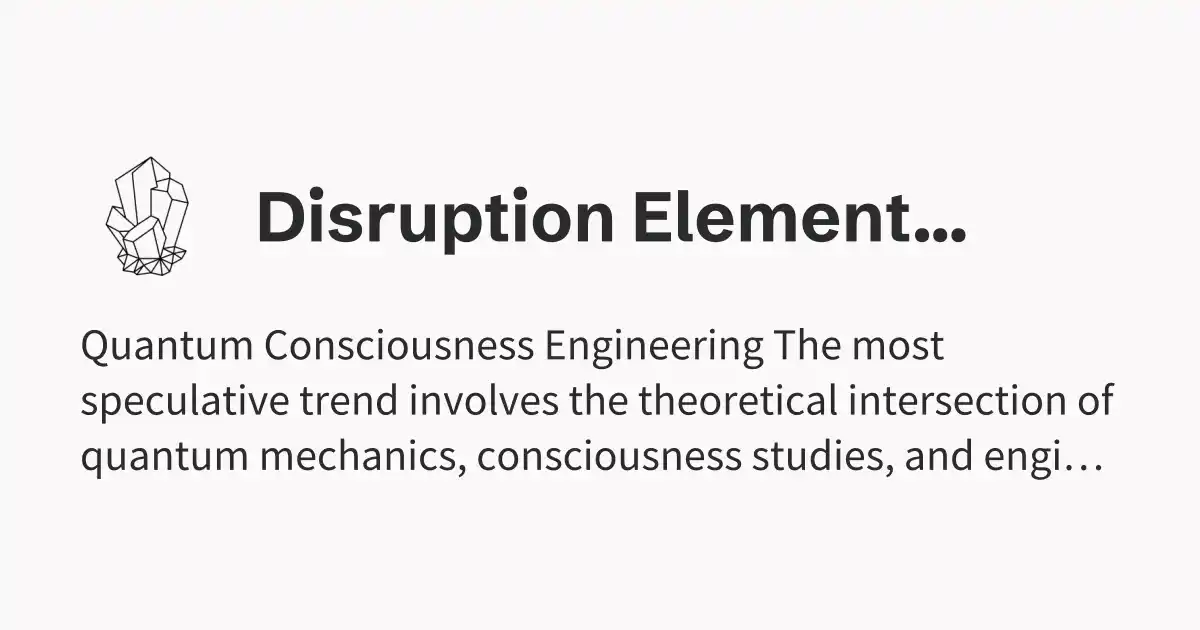 Disruption Element...
Quantum Consciousness Engineering The most
speculative trend involves the theoretical intersection of
quantum mechanics, consciousness studies, and engi...